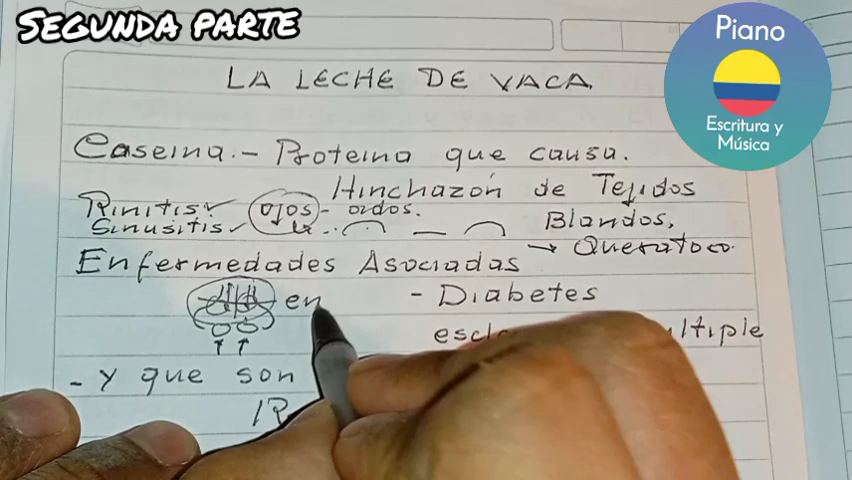 SEGUNDA PARTE
Piano
Escritura y
Música
LA LECHE DE VACA
Caseina.- Proteina que causa.
Hinchazón de Tejidos
Rinitis ojos - oidos. Blandos,
Sinusitis
→ Queratoco.
Enfermedades Asociadas
en - Diabetes
- y que son